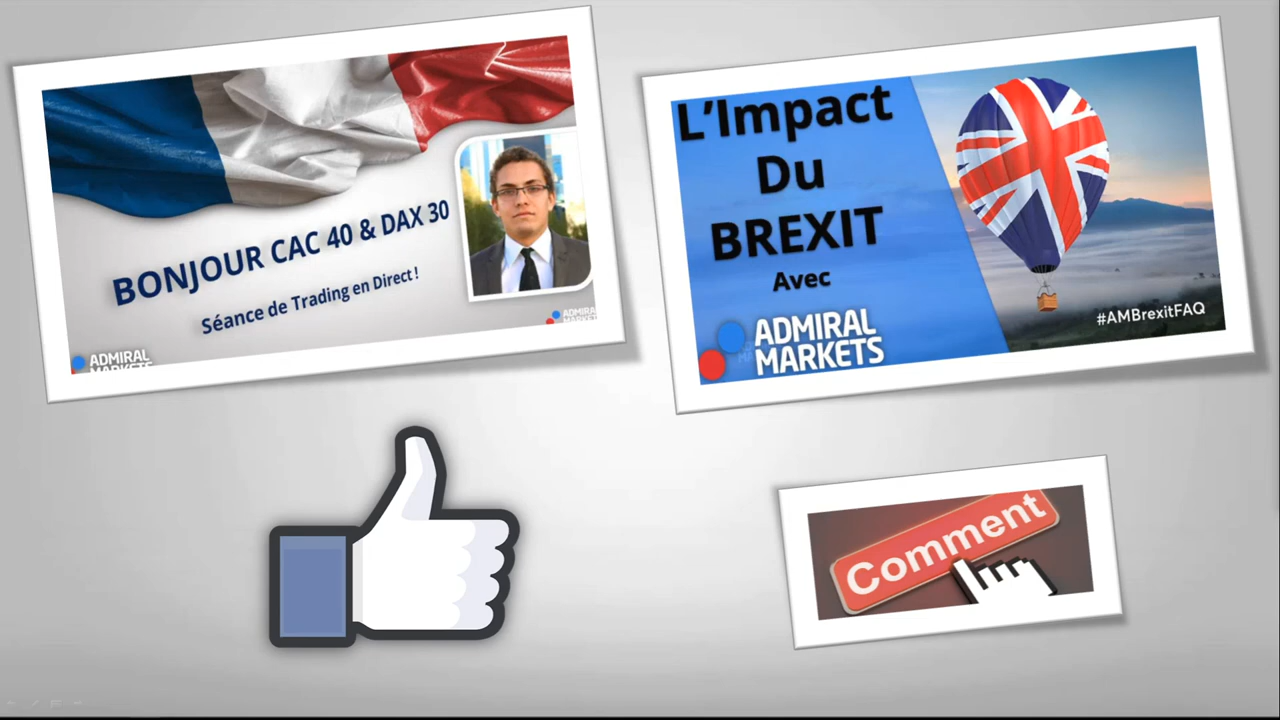 BONJOUR CAC 40 & DAX 30
Séance de Trading en Direct !
ADMIRAL
MARKETS
ADMIRAL
MARKETS
L’Impact
Du
BREXIT
Avec
ADMIRAL
MARKETS
#AMBrexitFAQ
Comment